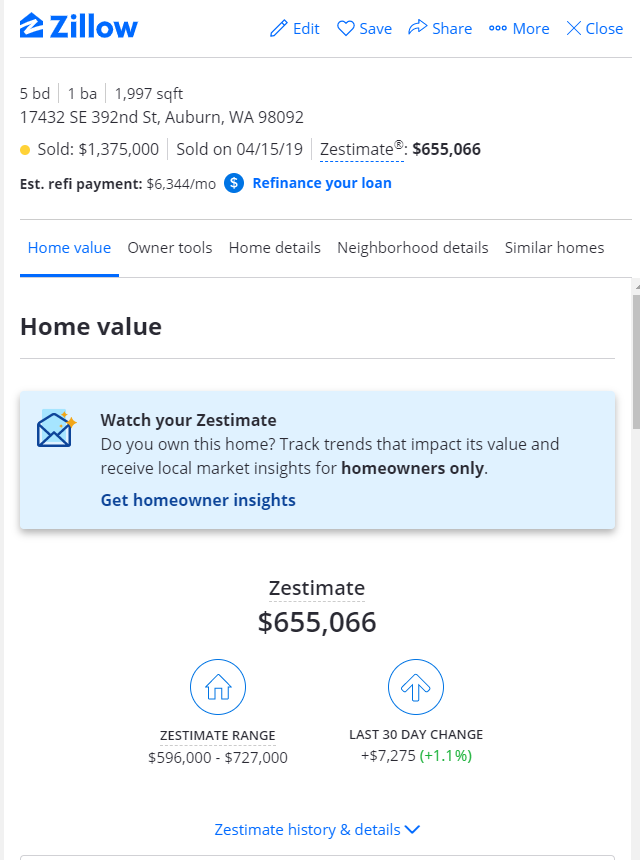 Zillow Edit Save Share More Close
5 bd 1 ba 1,997 sqft
17432 SE 392nd St, Auburn, WA 98092
Sold: $1,375,000 Sold on 04/15/19 Zestimate®: $655,066
Est. refi payment: $6,344/mo $ Refinance your loan
Home value Owner tools Home details Neighborhood details Similar homes
Home value
Watch your Zestimate
Do you own this home? Track trends that impact its value and
receive local market insights for homeowners only.
Get homeowner insights
Zestimate
$655,066
ZESTIMATE RANGE LAST 30 DAY CHANGE
$596,000 - $727,000 +$7,275 (+1.1%)
Zestimate history & details